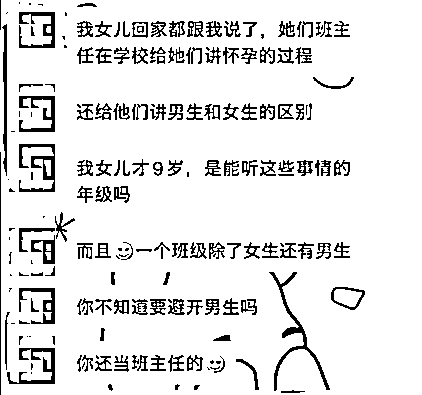 我女儿回家都跟我说了，她们班主
任在学校给她们讲怀孕的过程
还给他们讲男生和女生的区别
我女儿才9岁，是能听这些事情的
年级吗
而且🙂一个班级除了女生还有男生
你不知道要避开男生吗
你还当班主任的🙂